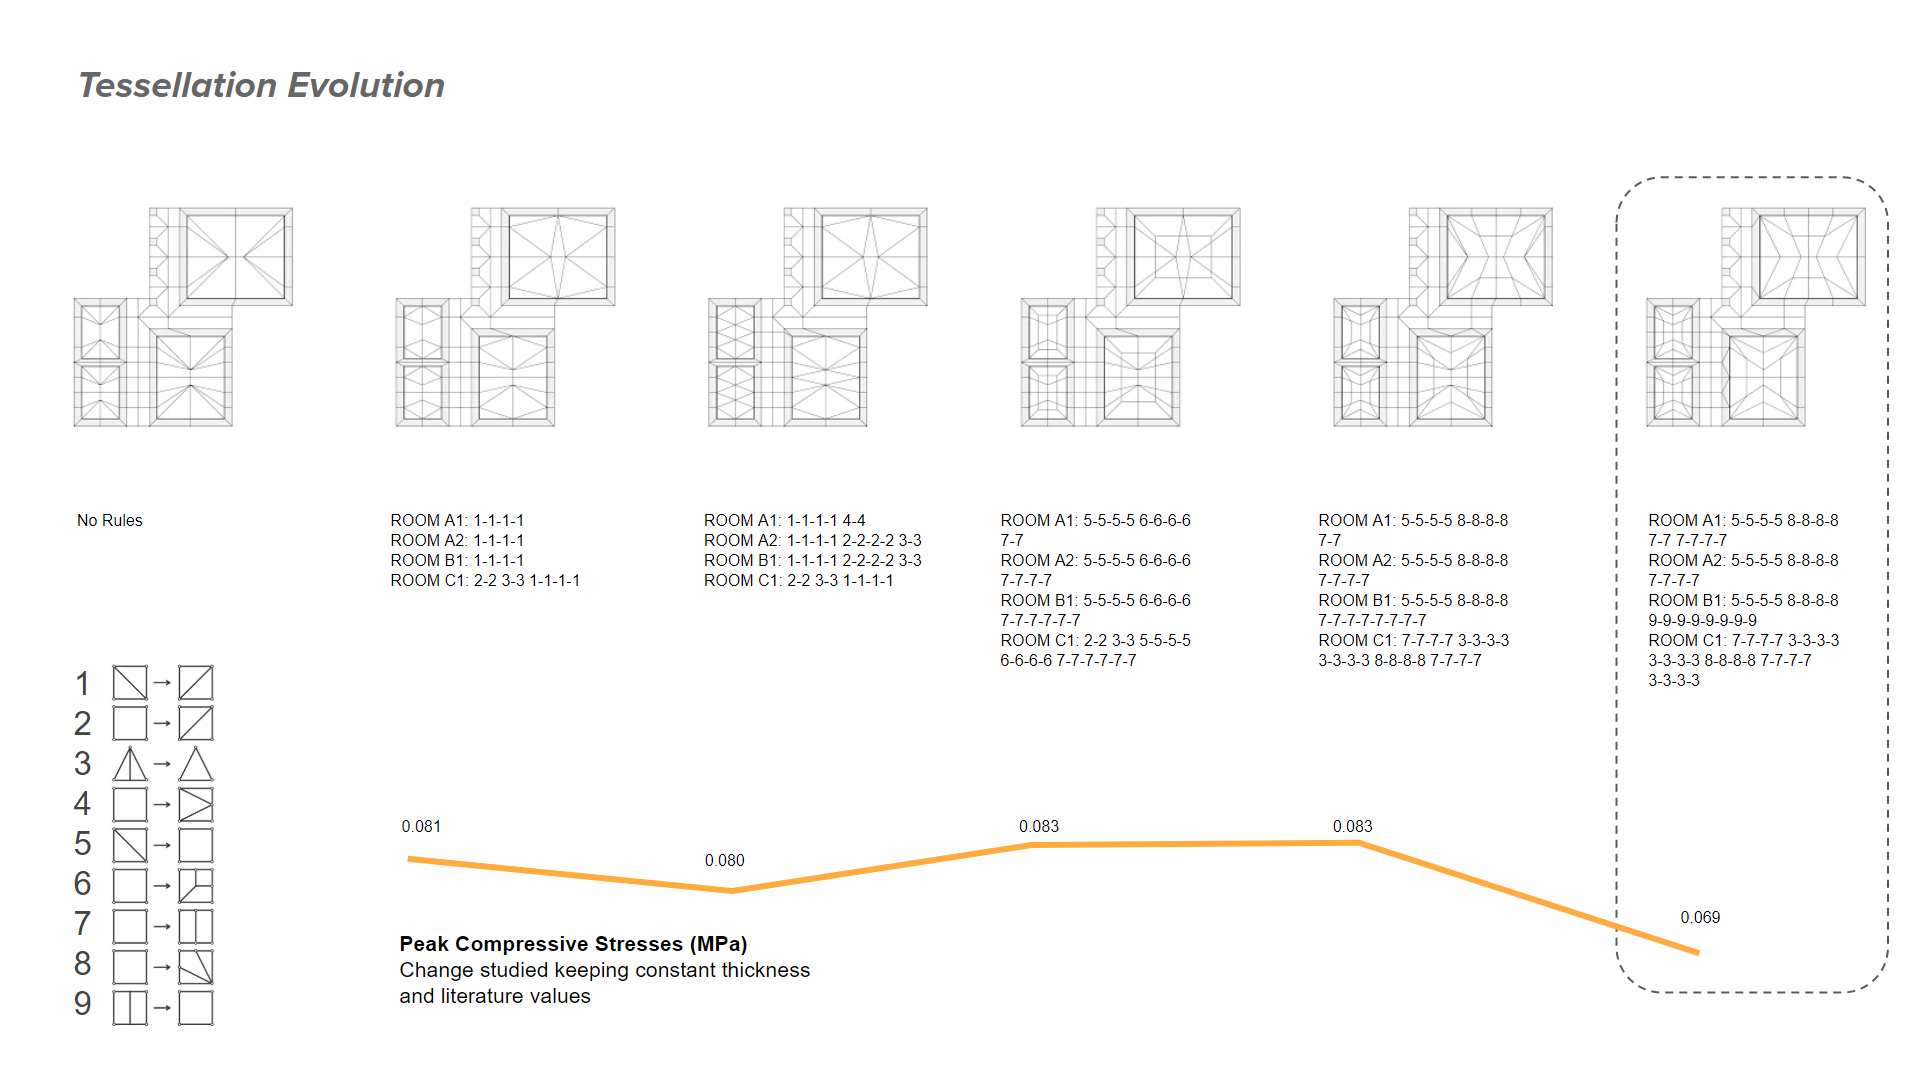 Tessellation Evolution
No Rules
ROOM A1: 1-1-1-1
ROOM A2: 1-1-1-1
ROOM B1: 1-1-1-1
ROOM C1: 2-2 3-3 1-1-1-1
ROOM A1: 1-1-1-1 4-4
ROOM A2: 1-1-1-1 2-2-2-2 3-3
ROOM B1: 1-1-1-1 2-2-2-2 3-3
ROOM C1: 2-2 3-3 1-1-1-1
ROOM A1: 5-5-5-5 6-6-6-6
7-7
ROOM A2: 5-5-5-5 6-6-6-6
7-7-7-7
ROOM B1: 5-5-5-5 6-6-6-6
7-7-7-7-7-7
ROOM C1: 2-2 3-3 5-5-5-5
6-6-6-6 7-7-7-7-7-7
ROOM A1: 5-5-5-5 8-8-8-8
7-7
ROOM A2: 5-5-5-5 8-8-8-8
7-7-7-7
ROOM B1: 5-5-5-5 8-8-8-8
7-7-7-7-7-7-7-7
ROOM C1: 7-7-7-7 3-3-3-3
3-3-3-3 8-8-8-8 7-7-7-7
ROOM A1: 5-5-5-5 8-8-8-8
7-7 7-7-7-7
ROOM A2: 5-5-5-5 8-8-8-8
7-7-7-7
ROOM B1: 5-5-5-5 8-8-8-8
9-9-9-9-9-9-9-9
ROOM C1: 7-7-7-7 3-3-3-3
3-3-3-3 8-8-8-8 7-7-7-7
3-3-3-3
1
2
3
4
5
6
7
8
9
0.081
0.080
0.083
0.083
0.069
Peak Compressive Stresses (MPa)
Change studied keeping constant thickness
and literature values